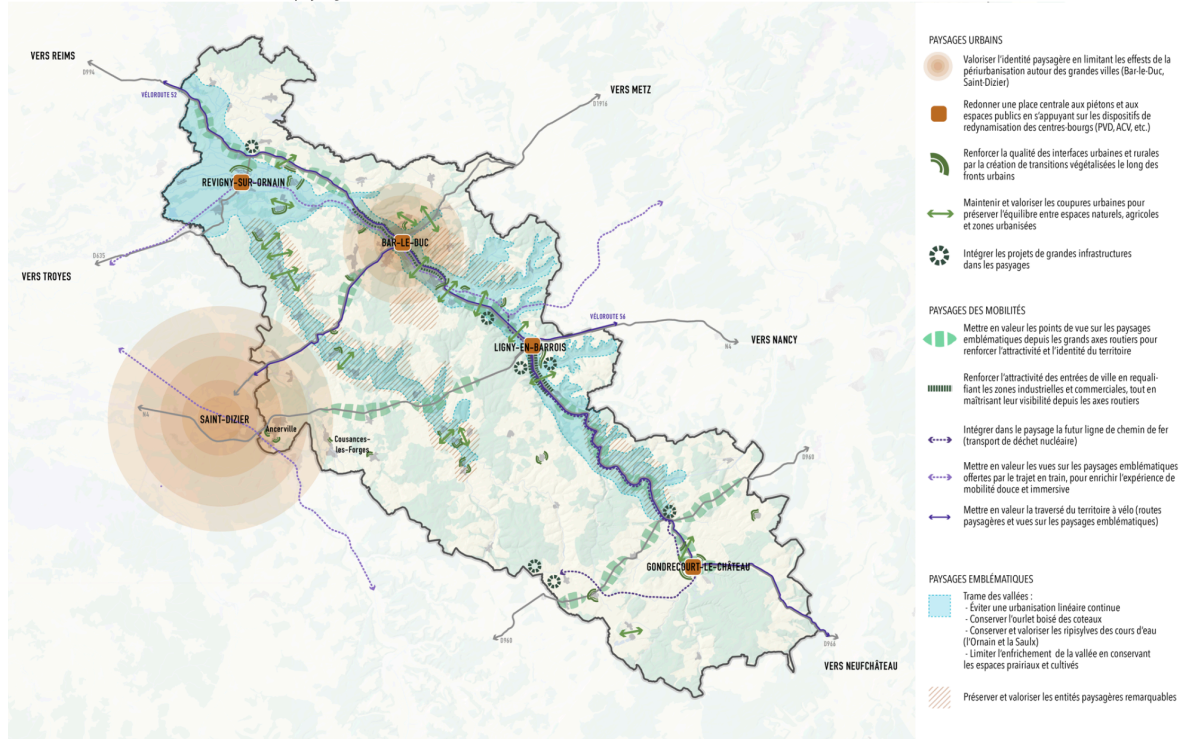 VERS REIMS
D994
VÉLOROUTE 52
VERS METZ
D1916
REVIGNY-SUR-ORNAIN
BAR-LE-DUC
D635
VERS TROYES
VÉLOROUTE 56
VERS NANCY
N4
LIGNY-EN-BARROIS
SAINT-DIZIER
N4
Ancerville
Cousances-
les-Forges
D960
GONDRECOURT-LE-CHÂTEAU
D960
D966
VERS NEUFCHÂTEAU
PAYSAGES URBAINS
Valoriser l'identité paysagère en limitant les effets de la
périurbanisation autour des grandes villes (Bar-le-Duc,
Saint-Dizier)
Redonner une place centrale aux piétons et aux
espaces publics en s'appuyant sur les dispositifs de
redynamisation des centres-bourgs (PVD, ACV, etc.)
Renforcer la qualité des interfaces urbaines et rurales
par la création de transitions végétalisées le long des
fronts urbains
Maintenir et valoriser les coupures urbaines pour
préserver l'équilibre entre espaces naturels, agricoles
et zones urbanisées
Intégrer les projets de grandes infrastructures
dans les paysages
PAYSAGES DES MOBILITÉS
Mettre en valeur les points de vue sur les paysages
emblématiques depuis les grands axes routiers pour
renforcer l'attractivité et l'identité du territoire
Renforcer l'attractivité des entrées de ville en requali-
fiant les zones industrielles et commerciales, tout en
maîtrisant leur visibilité depuis les axes routiers
Intégrer dans le paysage la futur ligne de chemin de fer
(transport de déchet nucléaire)
Mettre en valeur les vues sur les paysages emblématiques
offertes par le trajet en train, pour enrichir l'expérience de
mobilité douce et immersive
Mettre en valeur la traversé du territoire à vélo (routes
paysagères et vues sur les paysages emblématiques)
PAYSAGES EMBLÉMATIQUES
Trame des vallées :
- Éviter une urbanisation linéaire continue
- Conserver l'ourlet boisé des coteaux
- Conserver et valoriser les ripisylves des cours d'eau
(l'Ornain et la Saulx)
- Limiter l'enfrichement de la vallée en conservant
les espaces prairiaux et cultivés
Préserver et valoriser les entités paysagères remarquables